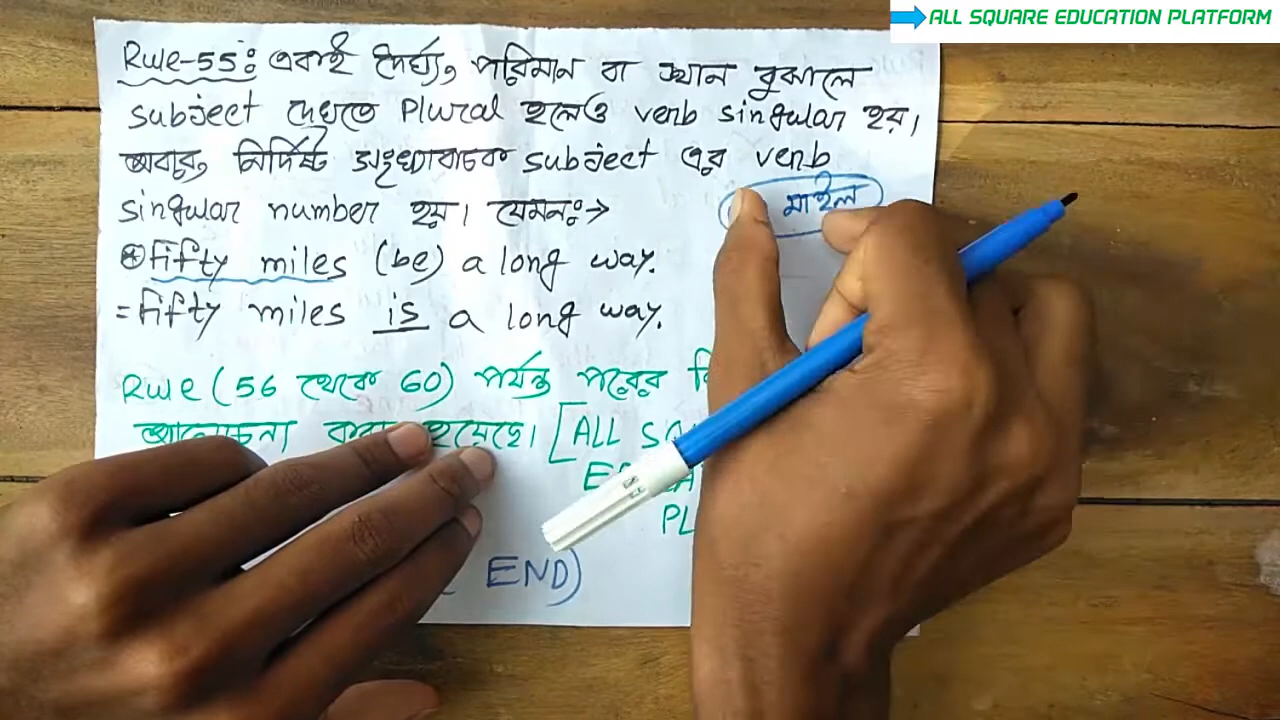 ALL SQUARE EDUCATION PLATFORM
Rule-55: একই দৈর্ঘ্য, পরিমান বা স্থান বুঝালে
subject দেখতে Plural হলেও verb singular হয়।
আবার, নির্দিষ্ট সংখ্যাবাচক subject এর verb
singular number হয়। যেমনঃ→
মাইল
fifty miles (be) a long way.
= fifty miles is a long way.
Rule (56 থেকে 60) পর্যন্ত পরের
আলোচনা করা হয়েছে। [ALL
END)